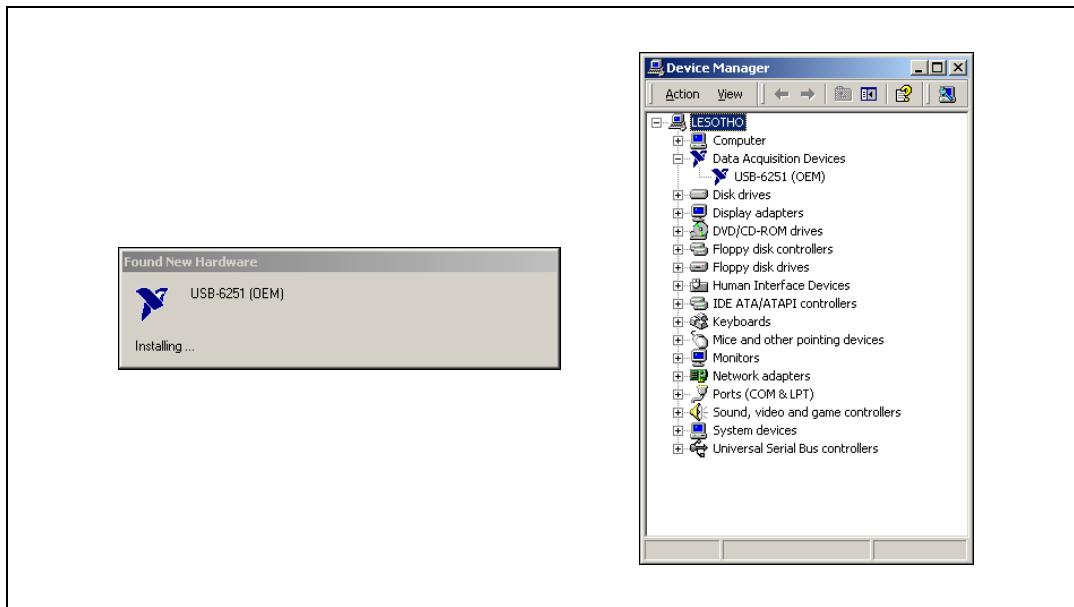 Found New Hardware
USB-6251 (OEM)
Installing ...
Device Manager
Action View
LESOTHO
Computer
Data Acquisition Devices
USB-6251 (OEM)
Disk drives
Display adapters
DVD/CD-ROM drives
Floppy disk controllers
Floppy disk drives
Human Interface Devices
IDE ATA/ATAPI controllers
Keyboards
Mice and other pointing devices
Monitors
Network adapters
Ports (COM & LPT)
Sound, video and game controllers
System devices
Universal Serial Bus controllers